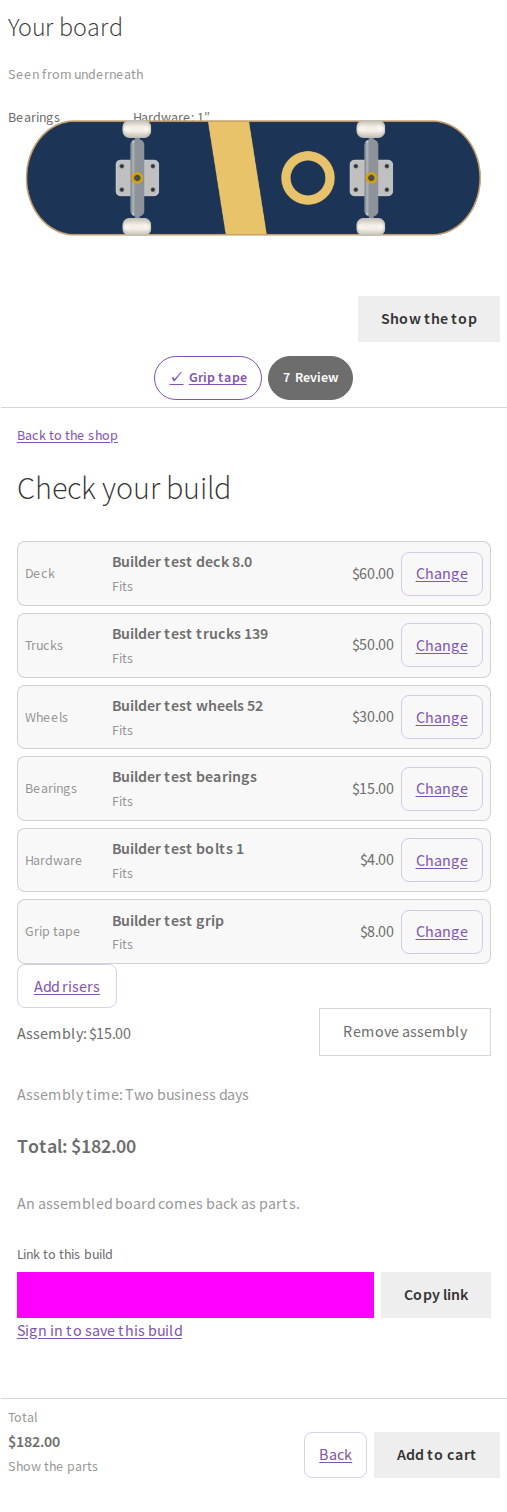 Your board
Seen from underneath
Bearings Hardware: 1″
Show the top
✓ Grip tape 7 Review
Back to the shop
Check your build
Deck Builder test deck 8.0 $60.00 Change
Fits
Trucks Builder test trucks 139 $50.00 Change
Fits
Wheels Builder test wheels 52 $30.00 Change
Fits
Bearings Builder test bearings $15.00 Change
Fits
Hardware Builder test bolts 1 $4.00 Change
Fits
Grip tape Builder test grip $8.00 Change
Fits
Add risers
Assembly: $15.00 Remove assembly
Assembly time: Two business days
Total: $182.00
An assembled board comes back as parts.
Link to this build
Copy link
Sign in to save this build
Total
$182.00
Show the parts
Back Add to cart